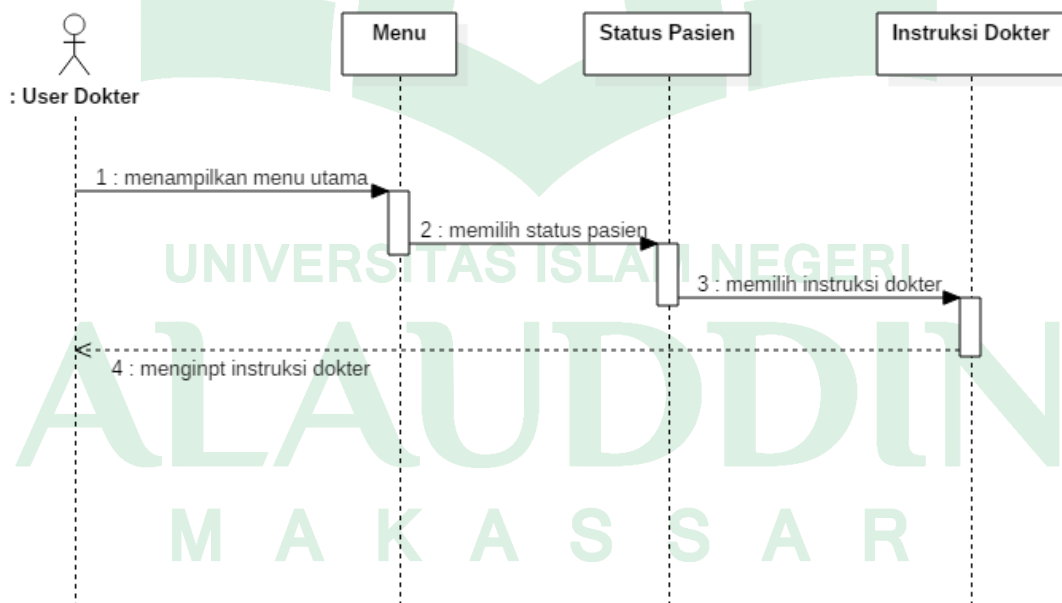 Menu
Status Pasien
Instruksi Dokter
: User Dokter
1 : menampilkan menu utama
2 : memilih status pasien
UNIVERSITAS ISLAM NEGERI
3 : memilih instruksi dokter
ALAUDDIN
4 : menginpt instruksi dokter
MAKASSAR